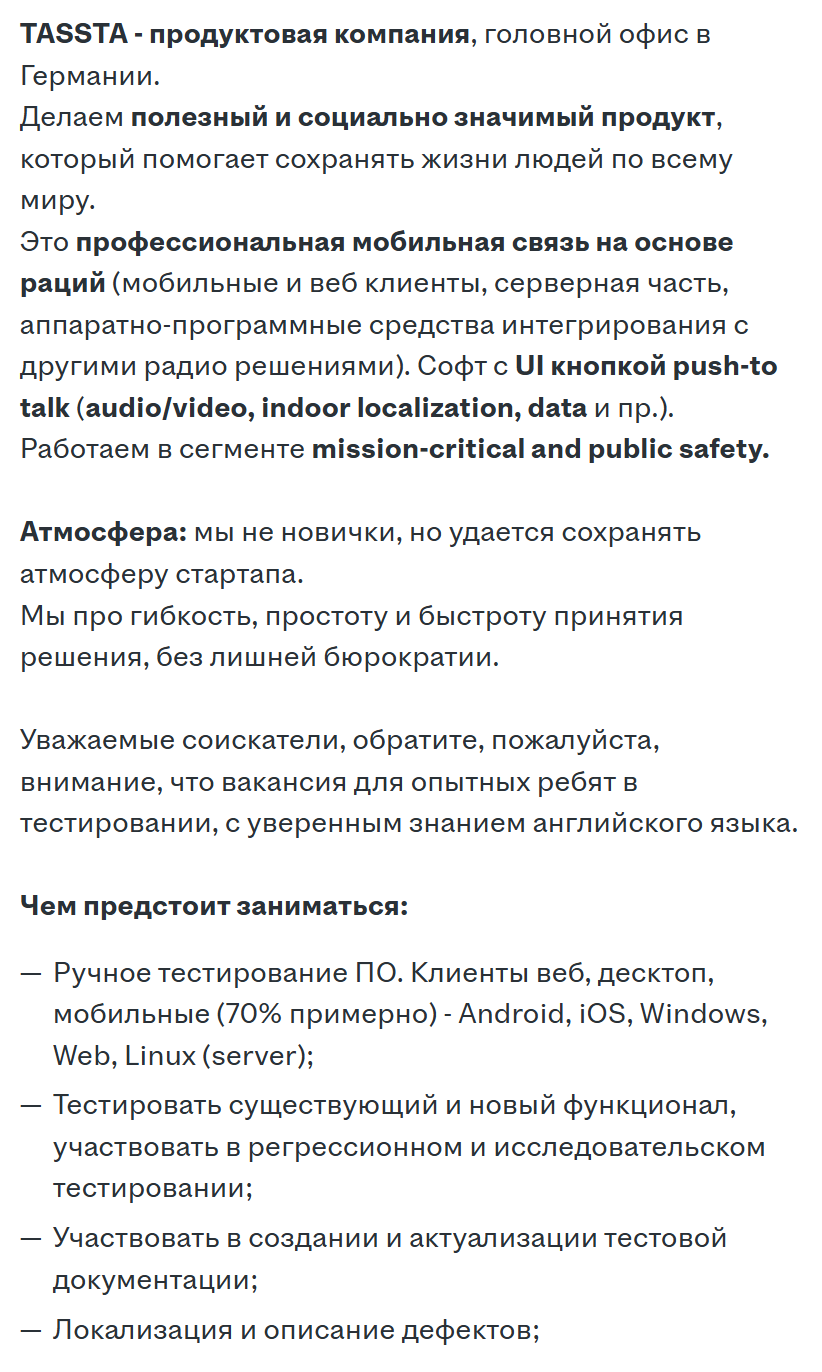 TASSTA - продуктовая компания, головной офис в
Германии.
Делаем полезный и социально значимый продукт,
который помогает сохранять жизни людей по всему
миру.
Это профессиональная мобильная связь на основе
раций (мобильные и веб клиенты, серверная часть,
аппаратно-программные средства интегрирования с
другими радио решениями). Софт с UI кнопкой push-to
talk (audio/video, indoor localization, data и пр.).
Работаем в сегменте mission-critical and public safety.
Атмосфера: мы не новички, но удается сохранять
атмосферу стартапа.
Мы про гибкость, простоту и быстроту принятия
решения, без лишней бюрократии.
Уважаемые соискатели, обратите, пожалуйста,
внимание, что вакансия для опытных ребят в
тестировании, с уверенным знанием английского языка.
Чем предстоит заниматься:
— Ручное тестирование ПО. Клиенты веб, десктоп,
мобильные (70% примерно) - Android, iOS, Windows,
Web, Linux (server);
— Тестировать существующий и новый функционал,
участвовать в регрессионном и исследовательском
тестировании;
— Участвовать в создании и актуализации тестовой
документации;
— Локализация и описание дефектов;